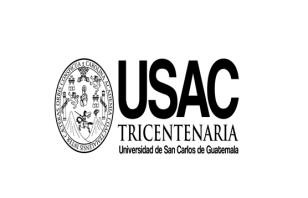 USAC
TRICENTENARIA
Universidad de San Carlos de Guatemala